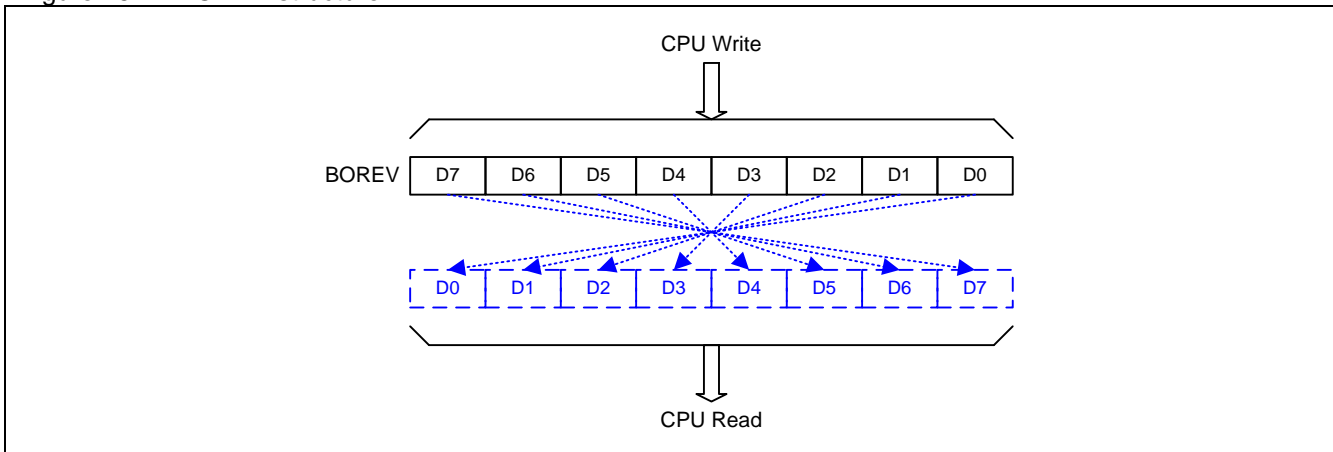 CPU Write
BOREV D7 D6 D5 D4 D3 D2 D1 D0
D0 D1 D2 D3 D4 D5 D6 D7
CPU Read